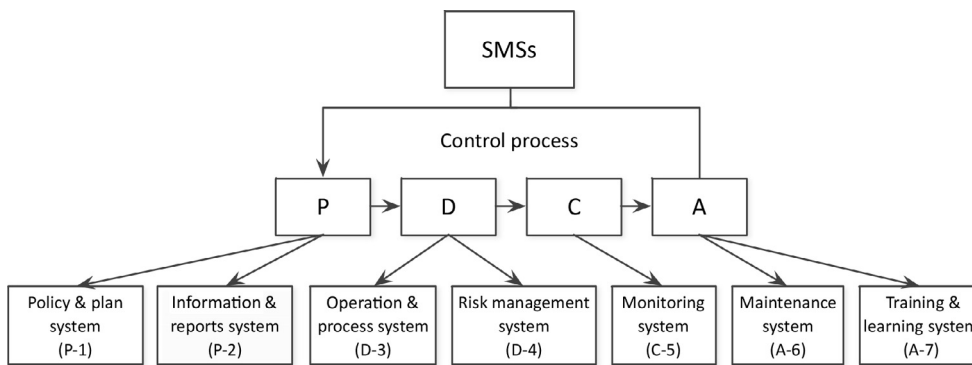 SMSs
Control process
P
D
C
A
Policy & plan
system
(P-1)
Information &
reports system
(P-2)
Operation &
process system
(D-3)
Risk management
system
(D-4)
Monitoring
system
(C-5)
Maintenance
system
(A-6)
Training &
learning system
(A-7)